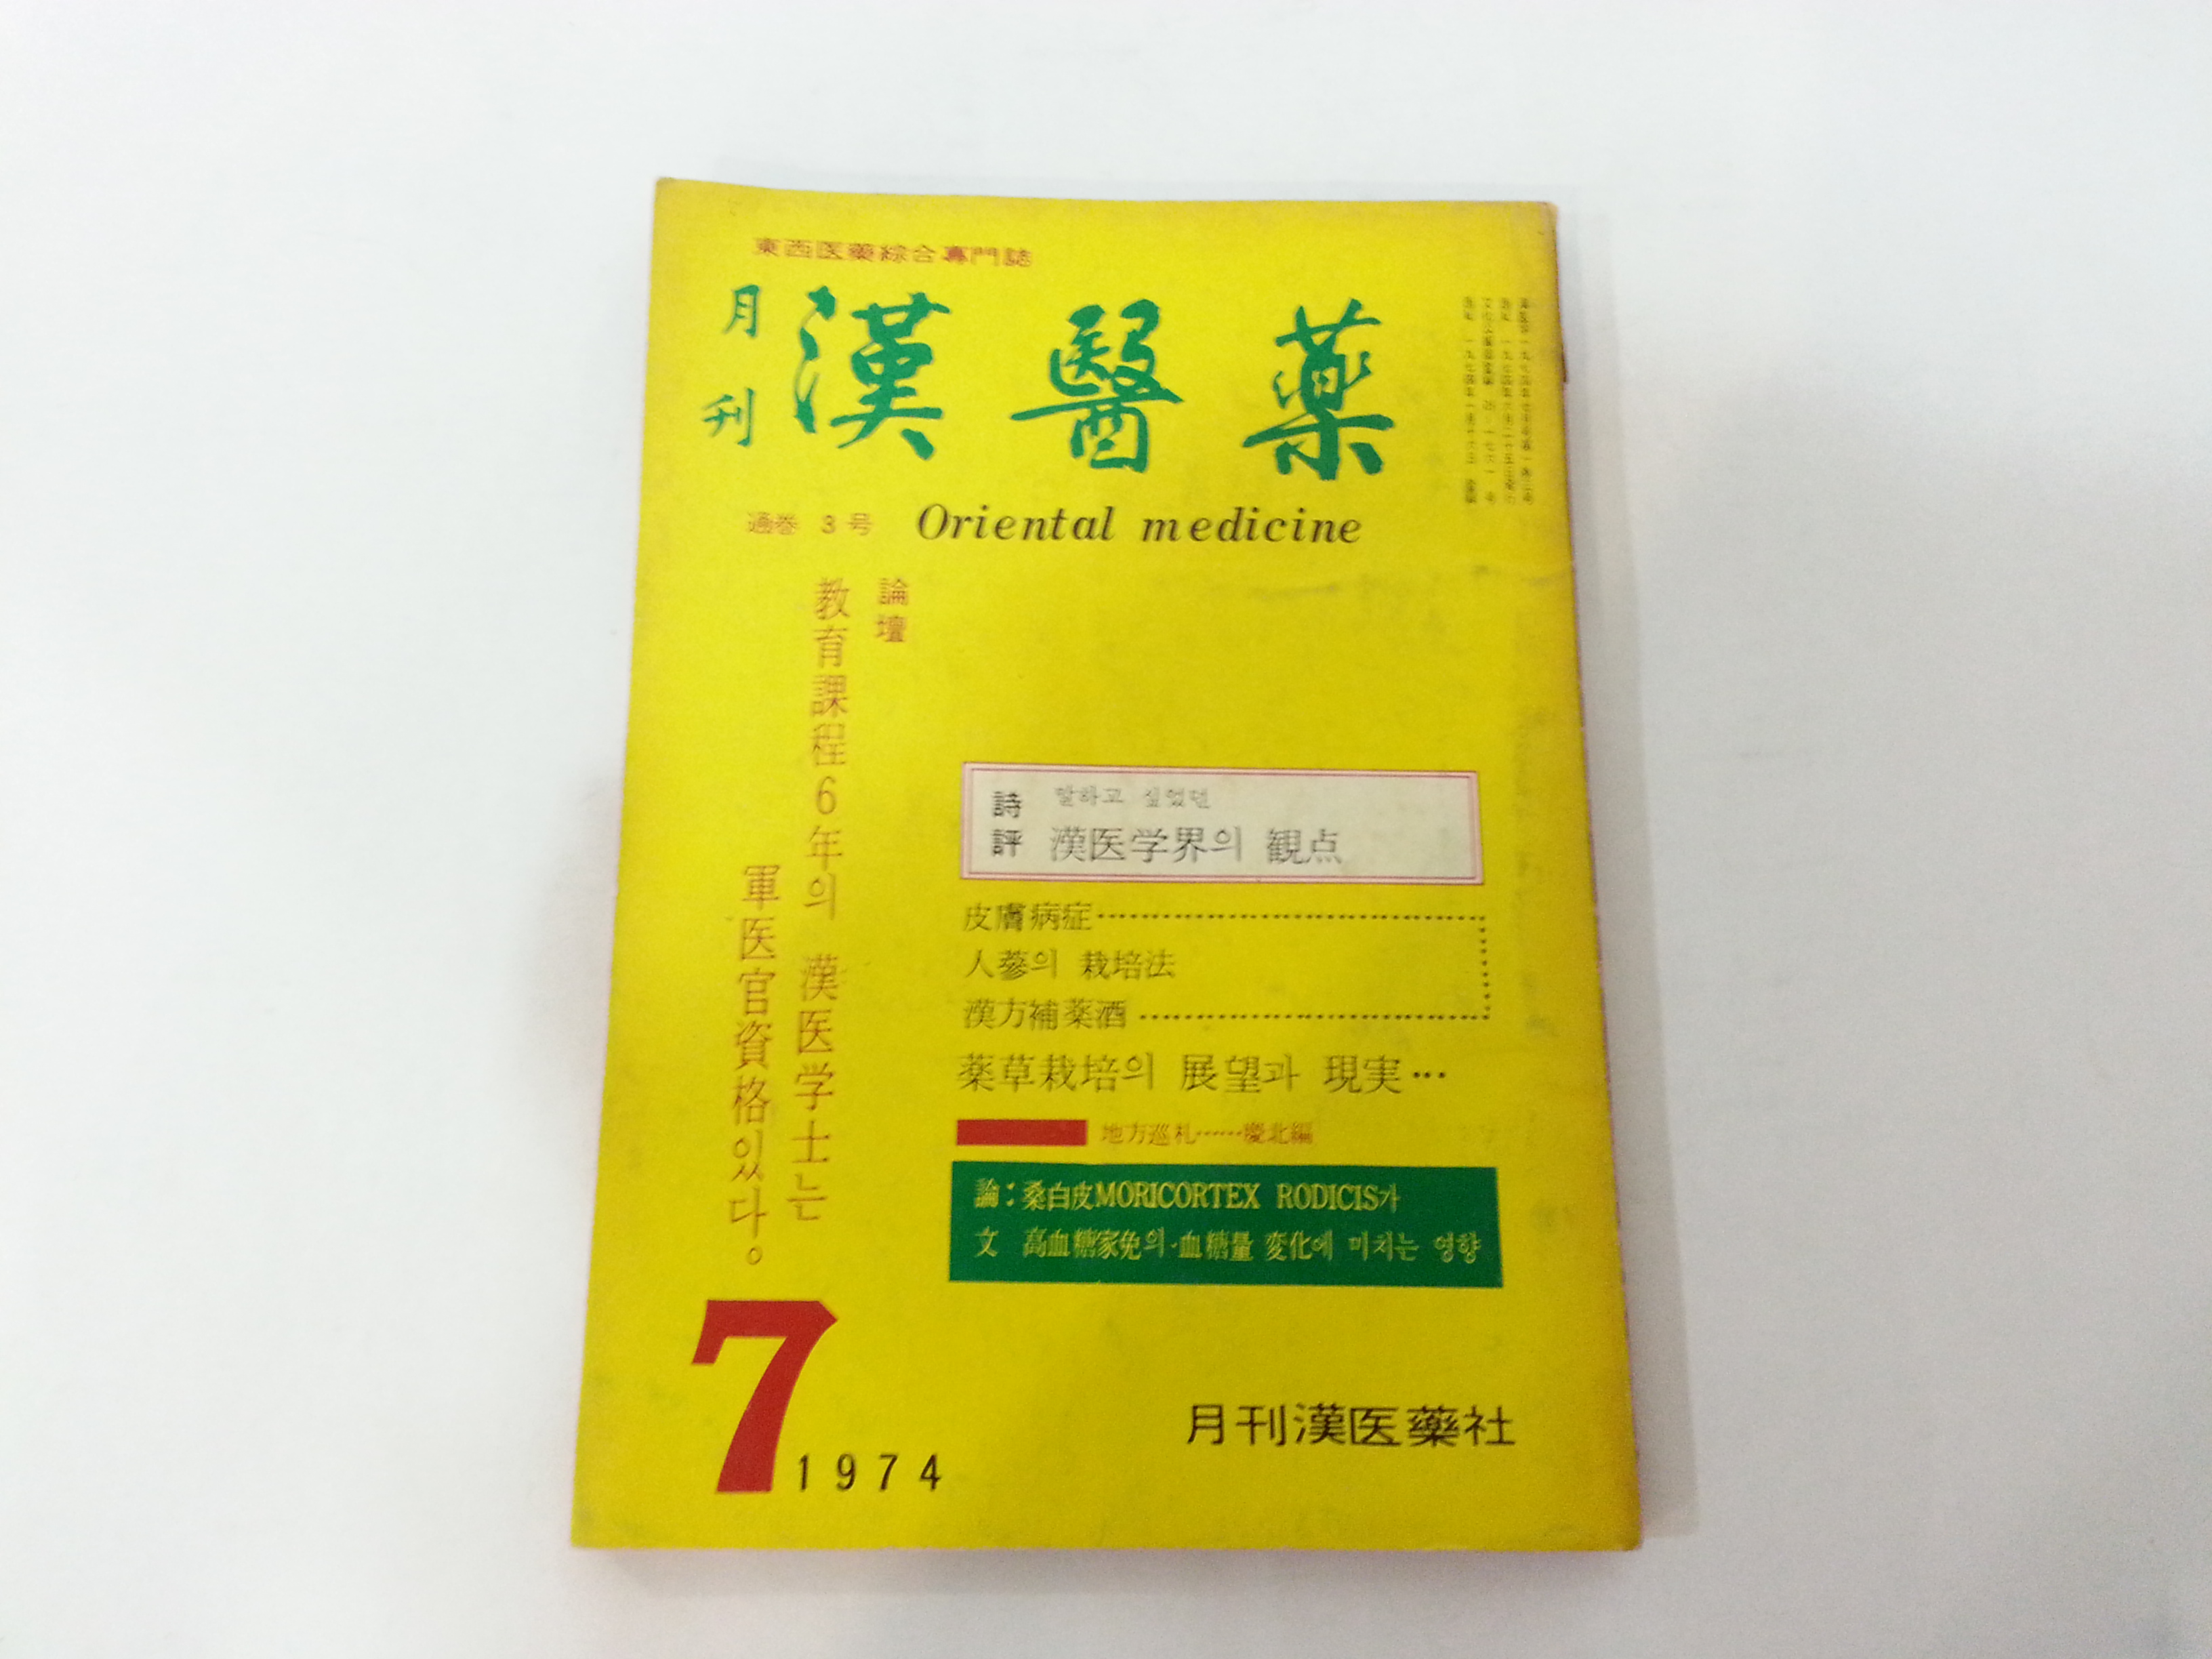 東西医薬綜合專門誌
月刊 漢醫薬
通巻 3号 Oriental medicine
論壇
教育課程6年의 漢医学士는
軍医官資格있다。
詩評
말하고 싶었던
漢医学界의 観点
皮膚病症
人蔘의 栽培法
漢方補薬酒
薬草栽培의 展望과 現実…
地方巡札……慶北編
論文: 桑白皮MORICORTEX RODICIS가
高血糖家兔의·血糖量 変化에 미치는 영향
7 1974
月刊漢医藥社